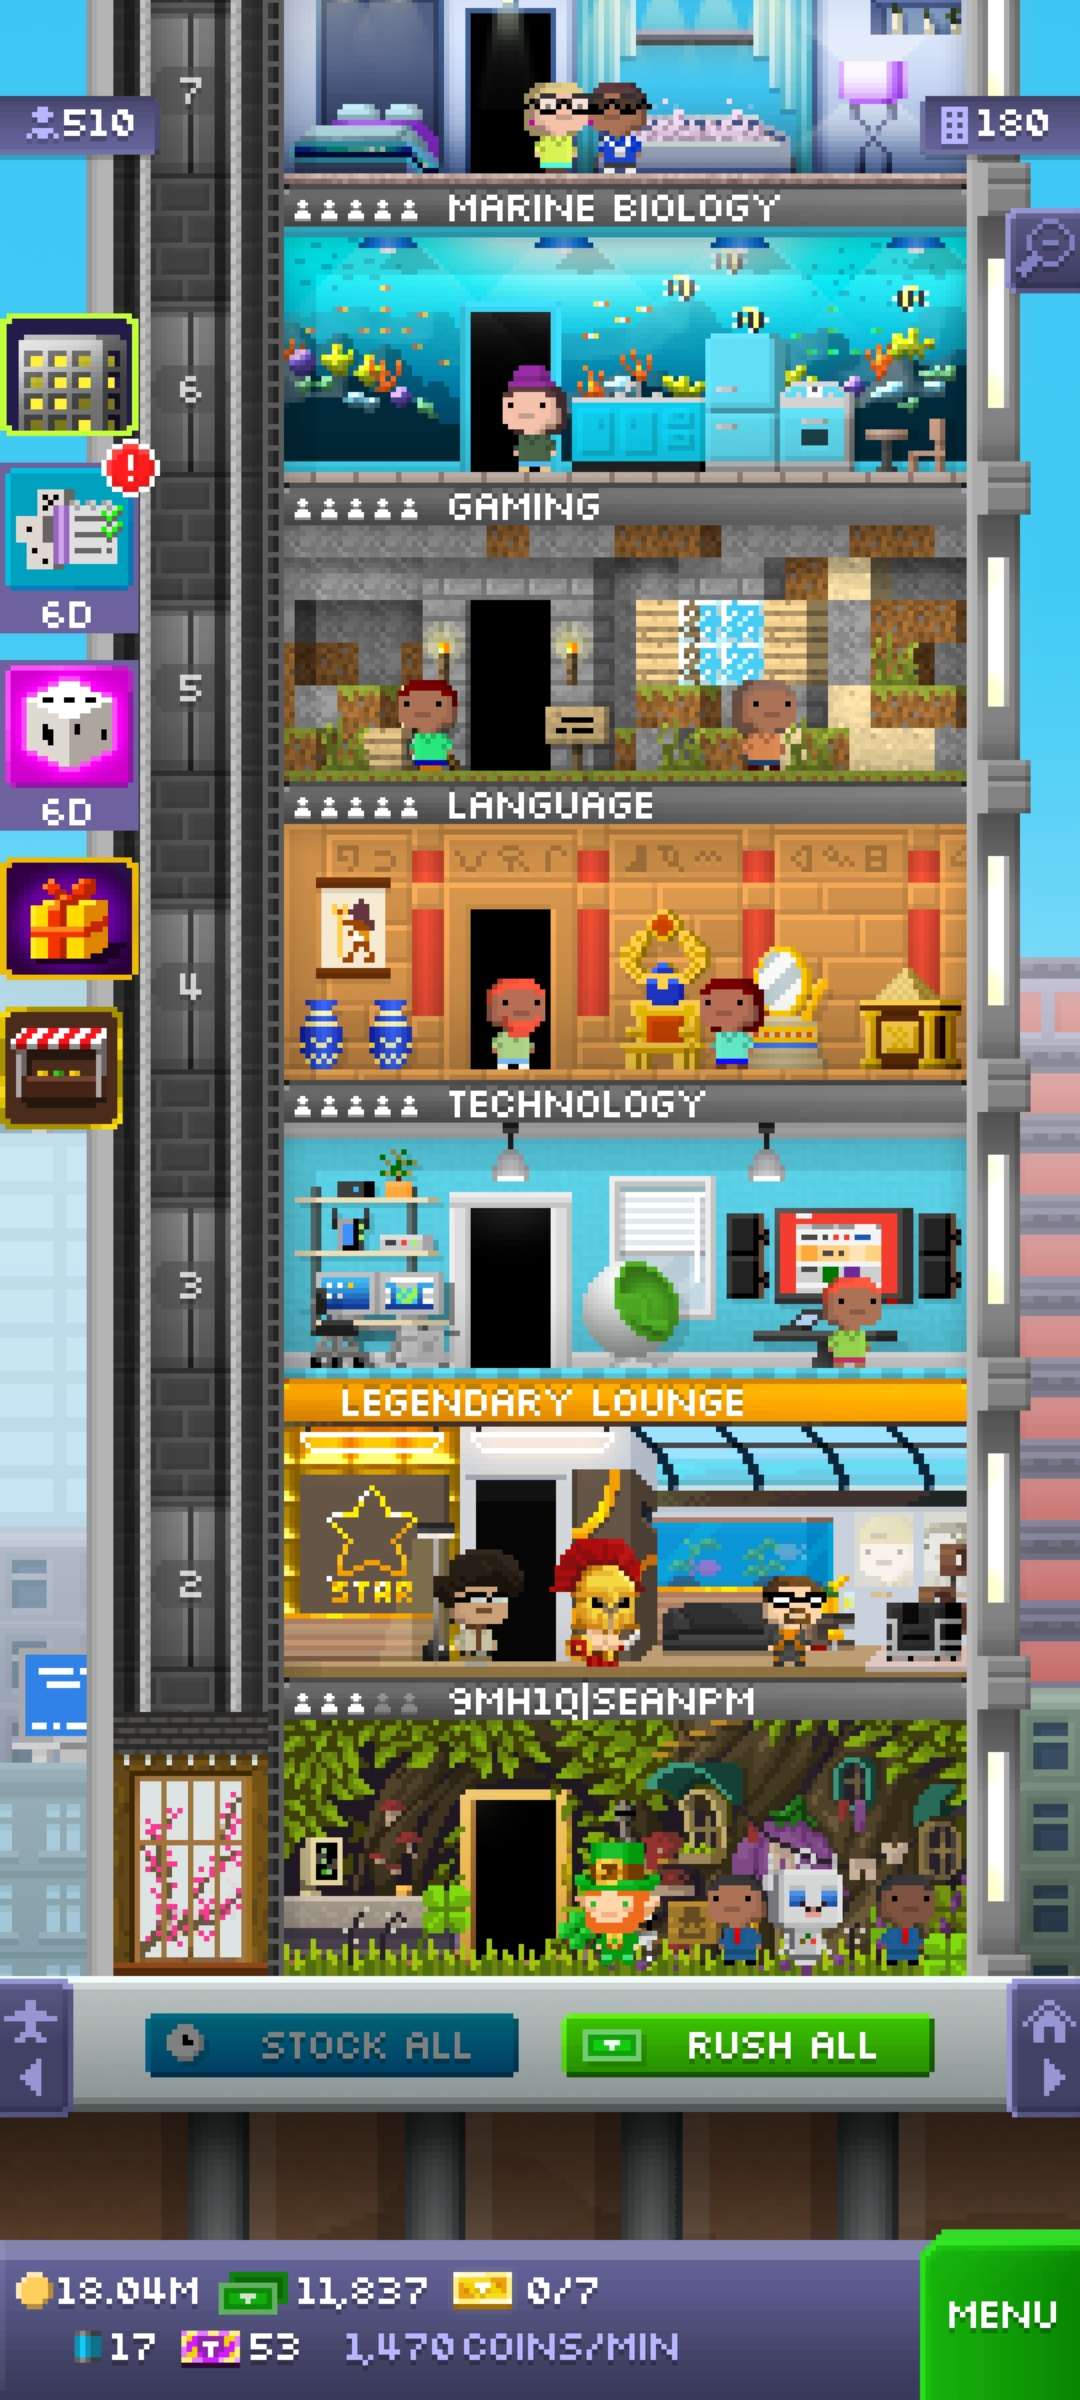 7
510
180
MARINE BIOLOGY
6
GAMING
6D
5
6D
LANGUAGE
4
TECHNOLOGY
3
LEGENDARY LOUNGE
STAR
2
9MH1Q|SEANPM
STOCK ALL
RUSH ALL
18.04M
11,837
0/7
MENU
17
53
1,470 COINS/MIN